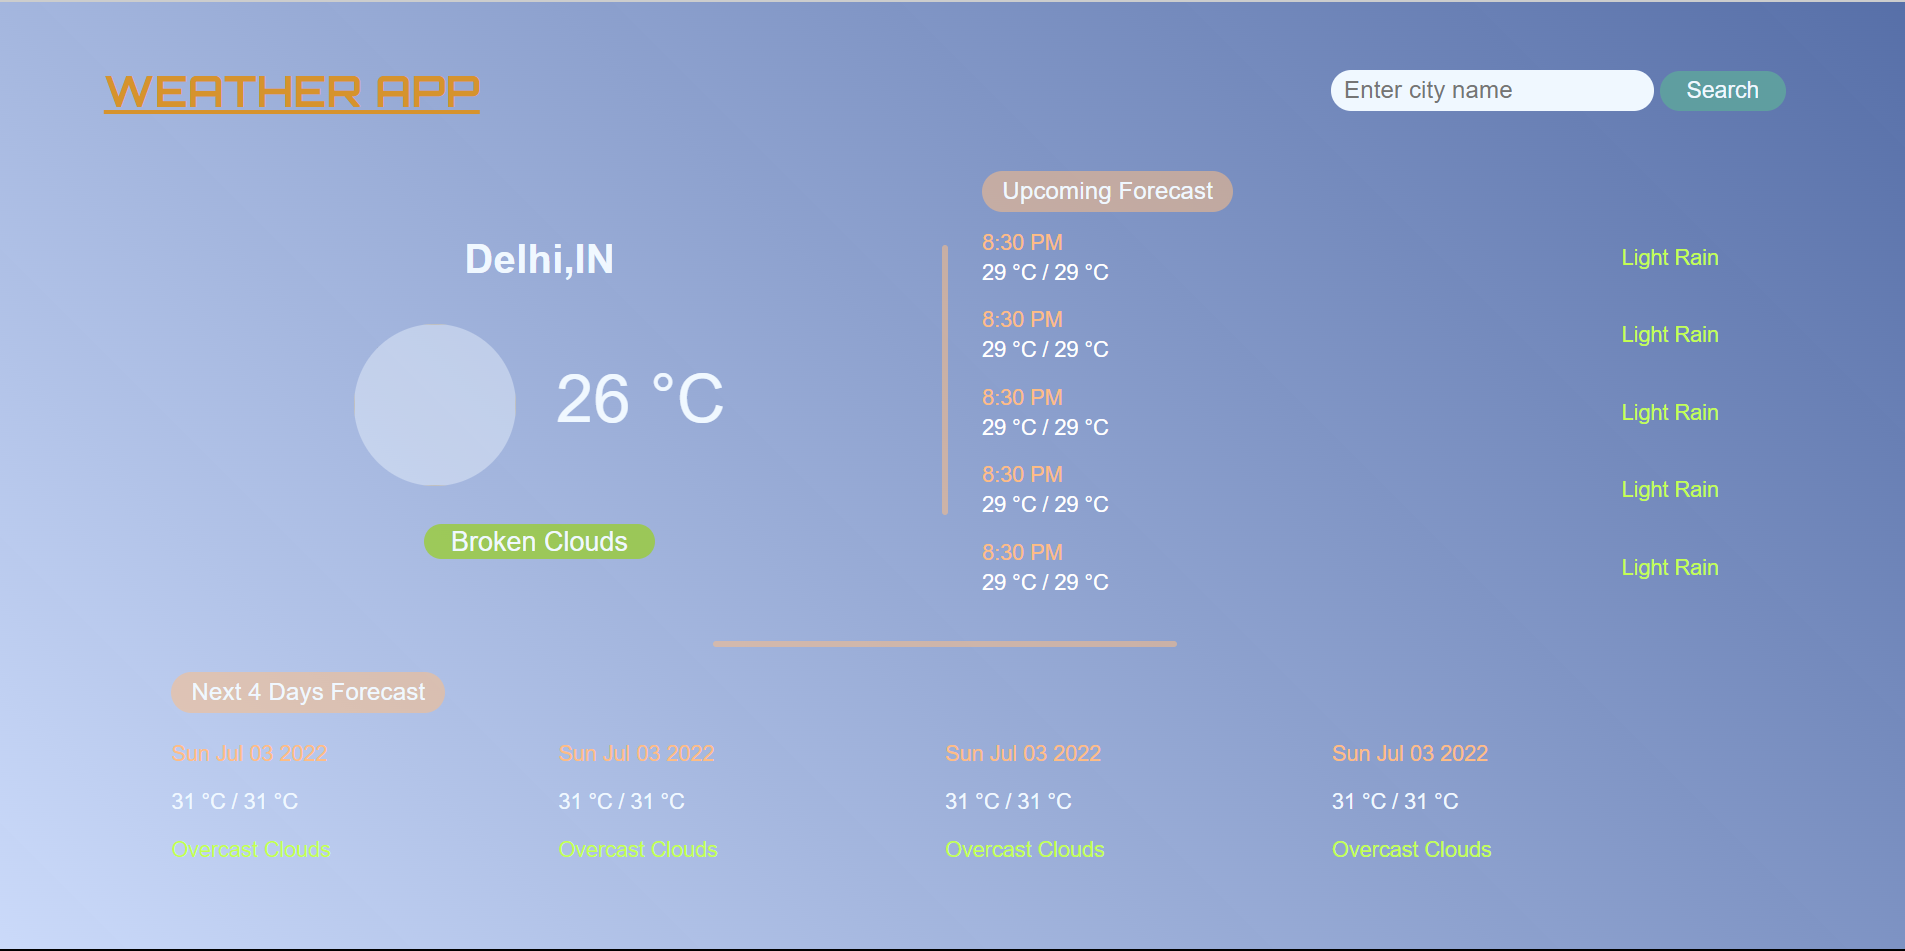 WEATHER APP
Enter city name
Search
Delhi,IN
26 °C
Broken Clouds
Upcoming Forecast
8:30 PM
29 °C / 29 °C
Light Rain
8:30 PM
29 °C / 29 °C
Light Rain
8:30 PM
29 °C / 29 °C
Light Rain
8:30 PM
29 °C / 29 °C
Light Rain
8:30 PM
29 °C / 29 °C
Light Rain
Next 4 Days Forecast
Sun Jul 03 2022
31 °C / 31 °C
Overcast Clouds
Sun Jul 03 2022
31 °C / 31 °C
Overcast Clouds
Sun Jul 03 2022
31 °C / 31 °C
Overcast Clouds
Sun Jul 03 2022
31 °C / 31 °C
Overcast Clouds